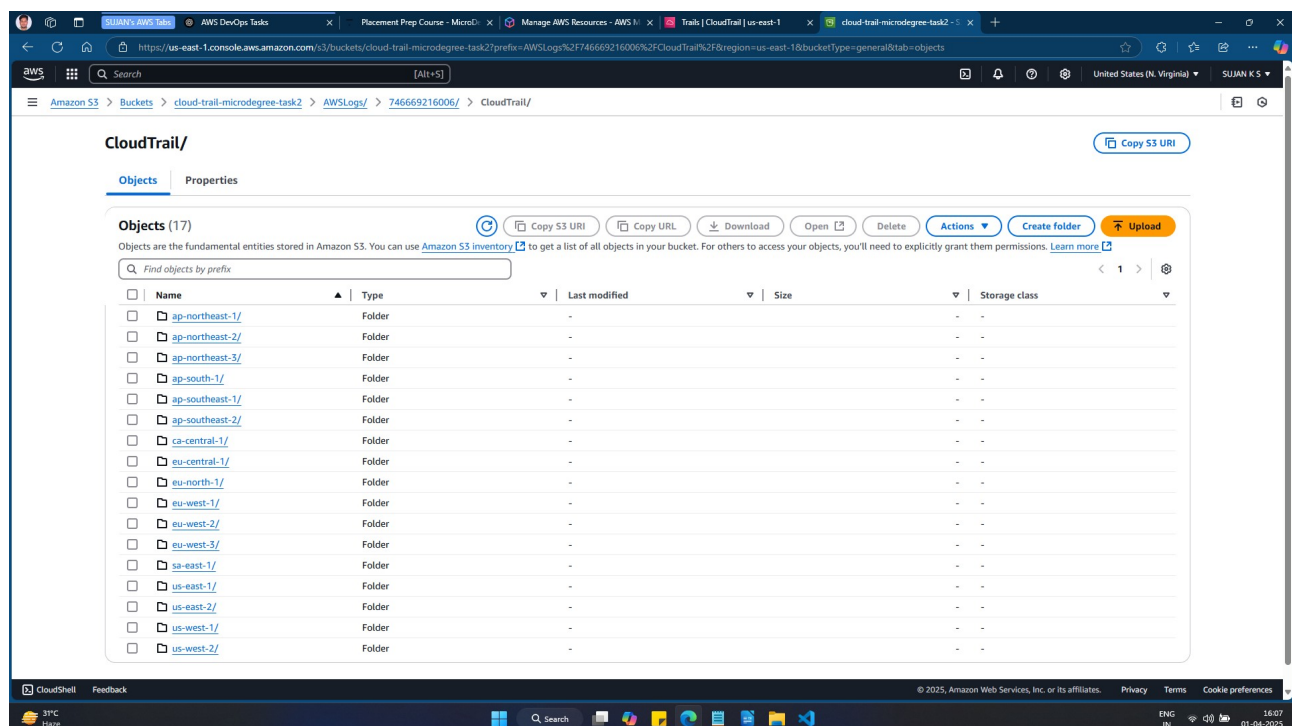 SUJAN's AWS Tabs
AWS DevOps Tasks
Placement Prep Course - MicroDe
Manage AWS Resources - AWS M
Trails | CloudTrail | us-east-1
cloud-trail-microdegree-task2 - S
https://us-east-1.console.aws.amazon.com/s3/buckets/cloud-trail-microdegree-task2?prefix=AWSLogs%2F746669216006%2FCloudTrail%2F&region=us-east-1&bucketType=general&tab=objects
aws
Search [Alt+S]
United States (N. Virginia)
SUJAN K S
Amazon S3 > Buckets > cloud-trail-microdegree-task2 > AWSLogs/ > 746669216006/ > CloudTrail/
CloudTrail/
Copy S3 URI
Objects Properties
Objects (17)
Copy S3 URI Copy URL Download Open Delete Actions Create folder Upload
Objects are the fundamental entities stored in Amazon S3. You can use Amazon S3 inventory to get a list of all objects in your bucket. For others to access your objects, you'll need to explicitly grant them permissions. Learn more
Find objects by prefix
1
Name Type Last modified Size Storage class
ap-northeast-1/ Folder - - -
ap-northeast-2/ Folder - - -
ap-northeast-3/ Folder - - -
ap-south-1/ Folder - - -
ap-southeast-1/ Folder - - -
ap-southeast-2/ Folder - - -
ca-central-1/ Folder - - -
eu-central-1/ Folder - - -
eu-north-1/ Folder - - -
eu-west-1/ Folder - - -
eu-west-2/ Folder - - -
eu-west-3/ Folder - - -
sa-east-1/ Folder - - -
us-east-1/ Folder - - -
us-east-2/ Folder - - -
us-west-1/ Folder - - -
us-west-2/ Folder - - -
CloudShell Feedback © 2025, Amazon Web Services, Inc. or its affiliates. Privacy Terms Cookie preferences
31°C
Haze
Search
ENG
IN
16:07
01-04-2025